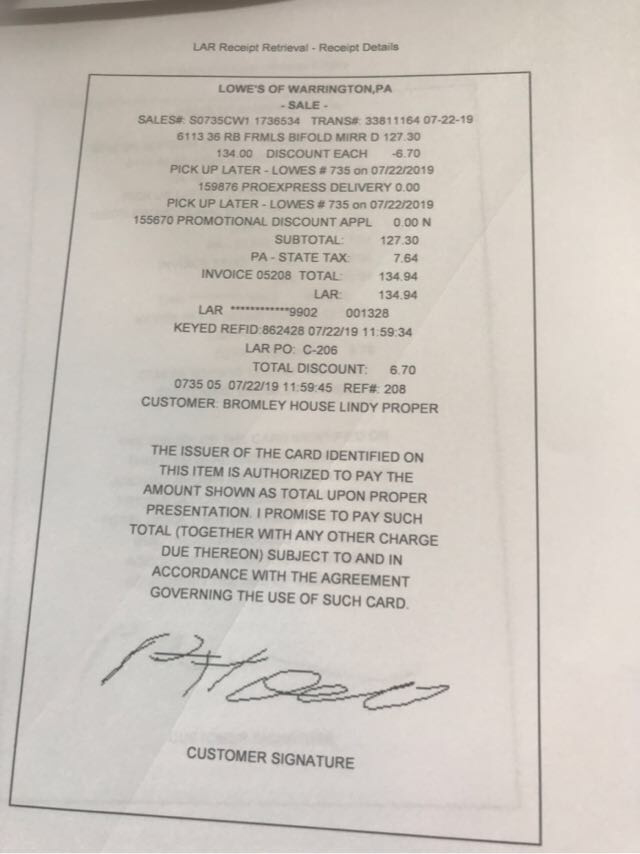 LAR Receipt Retrieval - Receipt Details
LOWE'S OF WARRINGTON,PA
- SALE -
SALES#: S0735CW1 1736534 TRANS#: 33811164 07-22-19
6113 36 RB FRMLS BIFOLD MIRR D 127.30
134.00 DISCOUNT EACH -6.70
PICK UP LATER - LOWES # 735 on 07/22/2019
159876 PROEXPRESS DELIVERY 0.00
PICK UP LATER - LOWES # 735 on 07/22/2019
155670 PROMOTIONAL DISCOUNT APPL 0.00 N
SUBTOTAL: 127.30
PA - STATE TAX: 7.64
INVOICE 05208 TOTAL: 134.94
LAR: 134.94
LAR ************9902 001328
KEYED REFID:862428 07/22/19 11:59:34
LAR PO: C-206
TOTAL DISCOUNT: 6.70
0735 05 07/22/19 11:59:45 REF#: 208
CUSTOMER: BROMLEY HOUSE LINDY PROPER
THE ISSUER OF THE CARD IDENTIFIED ON
THIS ITEM IS AUTHORIZED TO PAY THE
AMOUNT SHOWN AS TOTAL UPON PROPER
PRESENTATION. I PROMISE TO PAY SUCH
TOTAL (TOGETHER WITH ANY OTHER CHARGE
DUE THEREON) SUBJECT TO AND IN
ACCORDANCE WITH THE AGREEMENT
GOVERNING THE USE OF SUCH CARD.
CUSTOMER SIGNATURE